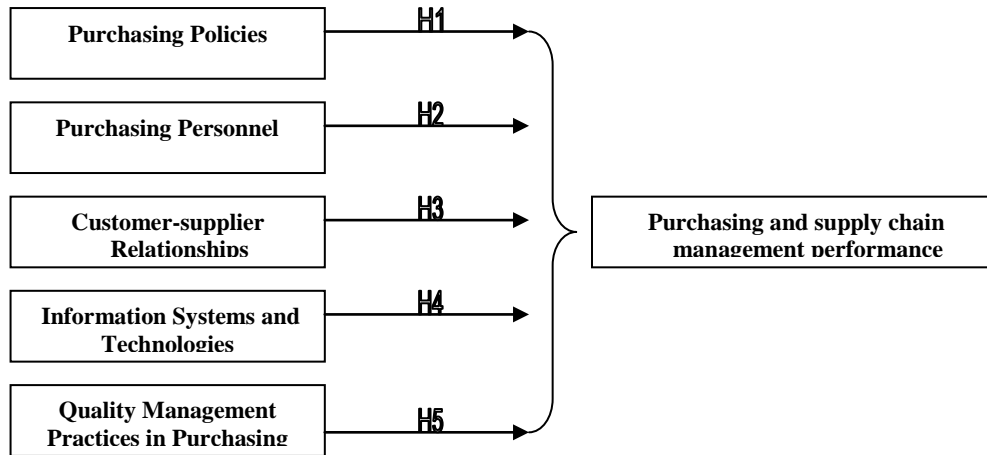 Purchasing Policies
H1
Purchasing Personnel
H2
Customer-supplier
Relationships
H3
Purchasing and supply chain
management performance
Information Systems and
Technologies
H4
Quality Management
Practices in Purchasing
H5